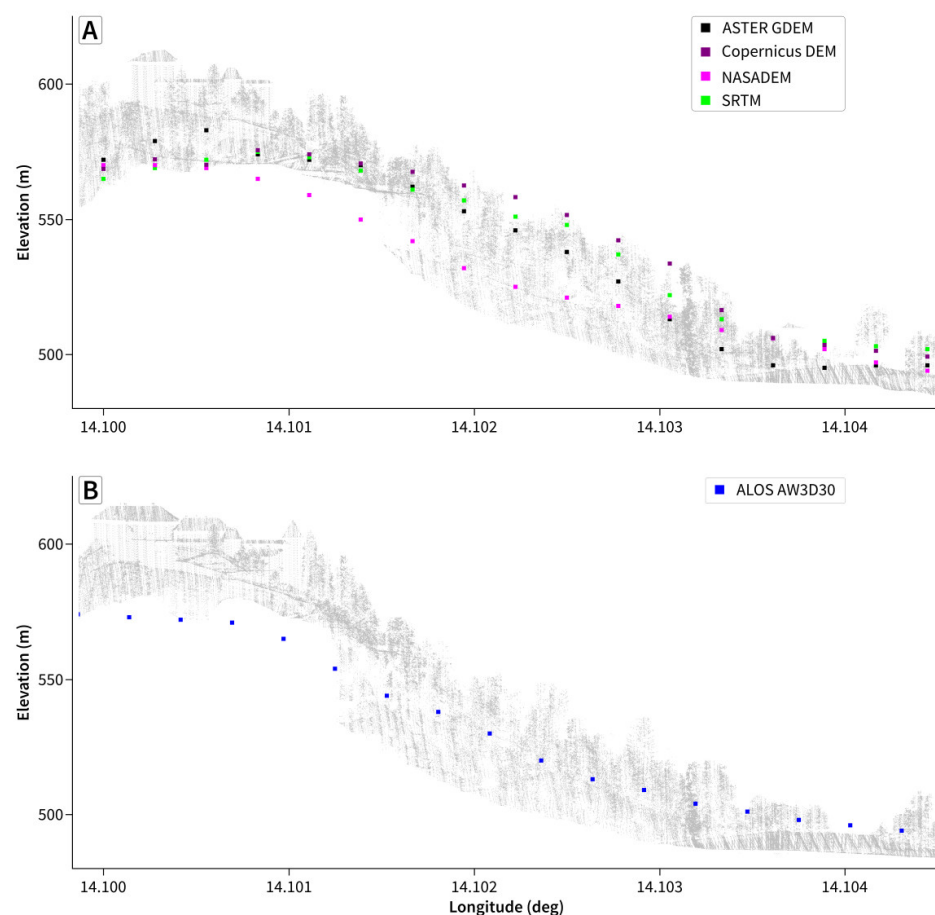 A
ASTER GDEM
Copernicus DEM
NASADEM
SRTM
600
550
500
Elevation (m)
14.100 14.101 14.102 14.103 14.104
B
ALOS AW3D30
600
550
500
Elevation (m)
14.100 14.101 14.102 14.103 14.104
Longitude (deg)